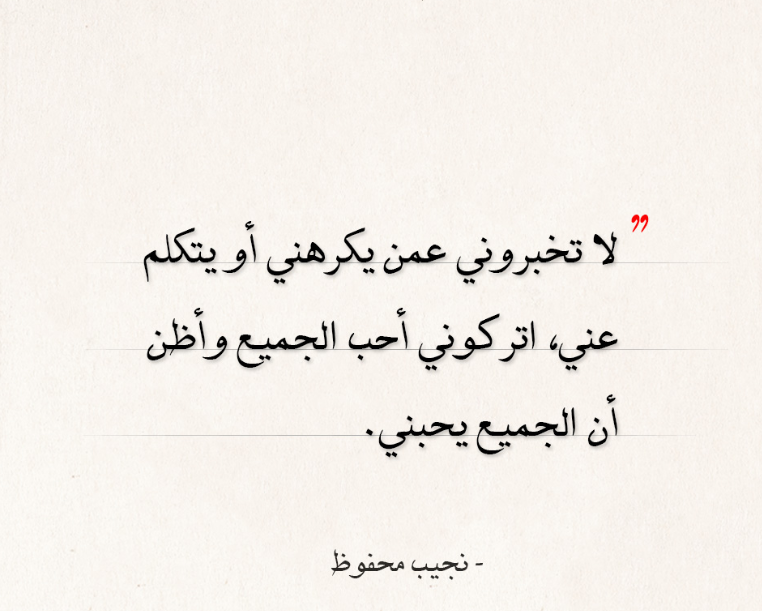 ”
لا تخبروني عمن يكرهني أو يتكلم
عني، اتركوني أحب الجميع وأظن
أن الجميع يحبني.
- نجيب محفوظ